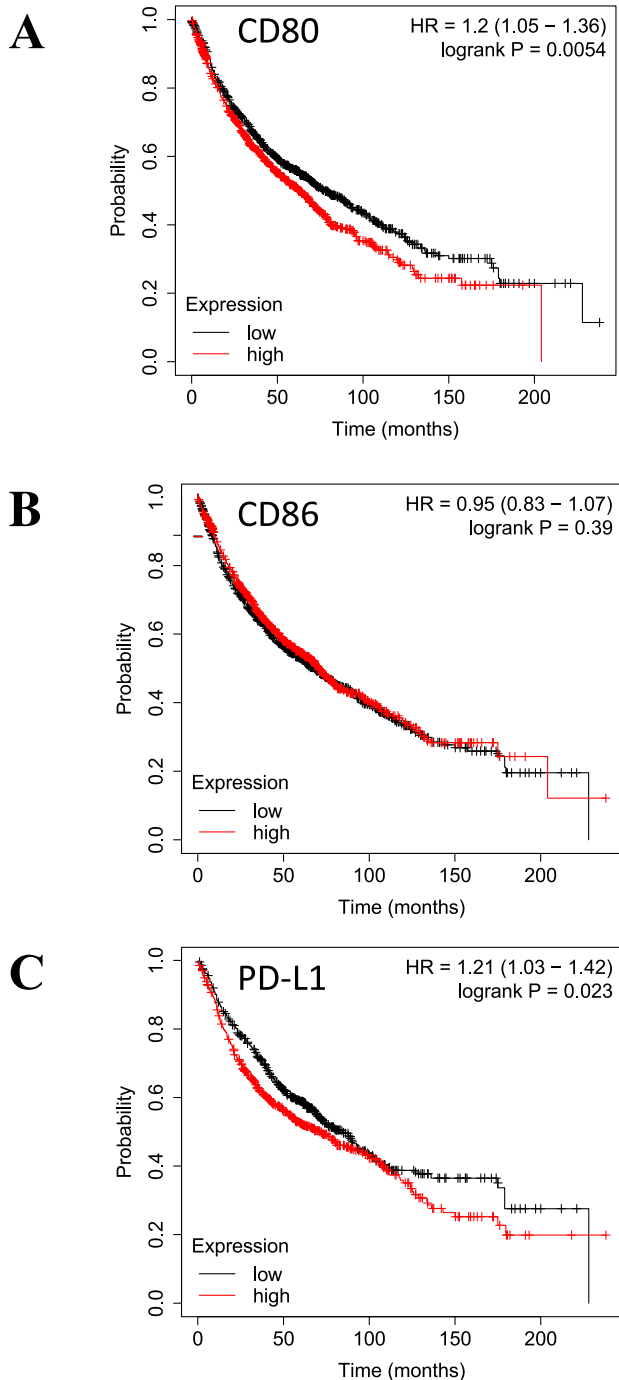 A
CD80
HR = 1.2 (1.05 − 1.36)
logrank P = 0.0054
Probability
0.0 0.2 0.4 0.6 0.8 1.0
Expression
low
high
0 50 100 150 200
Time (months)
B
CD86
HR = 0.95 (0.83 − 1.07)
logrank P = 0.39
Probability
0.0 0.2 0.4 0.6 0.8 1.0
Expression
low
high
0 50 100 150 200
Time (months)
C
PD-L1
HR = 1.21 (1.03 − 1.42)
logrank P = 0.023
Probability
0.0 0.2 0.4 0.6 0.8 1.0
Expression
low
high
0 50 100 150 200
Time (months)